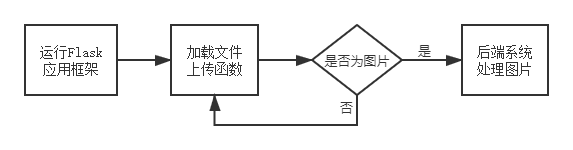 运行Flask
应用框架
加载文件
上传函数
是否为图片
是
否
后端系统
处理图片